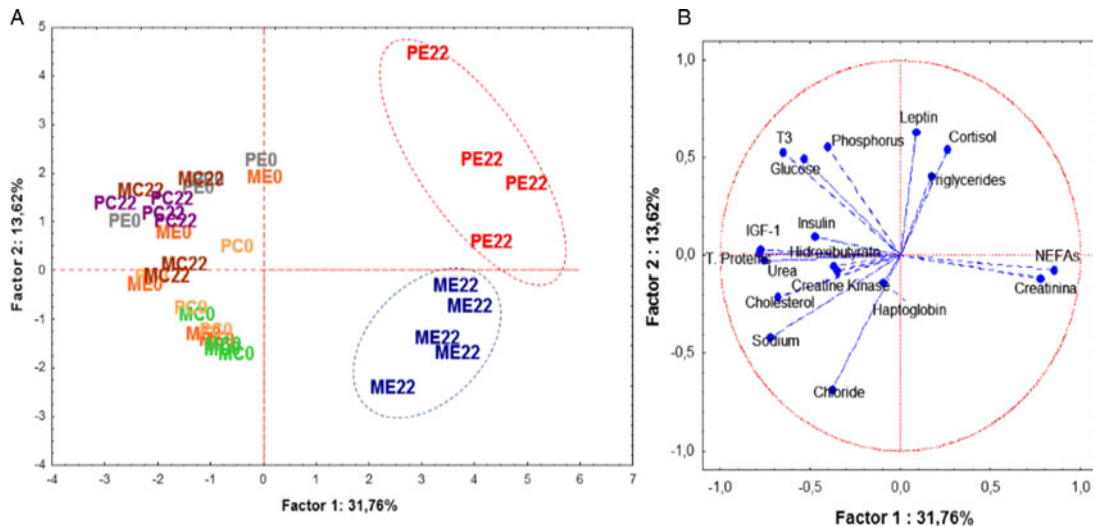 A
B
5
4
3
2
1
0
-1
-2
-3
-4
-4
-3
-2
-1
0
1
2
3
4
5
6
7
Factor 2: 13,62%
Factor 1: 31,76%
PE22
PE22
PE22
PE22
PE0
ME0
MC22
MC22
PE0
PC22
PC22
PC22
PC22
PE0
ME0
PC0
MC22
MC22
ME0
PC0
MC0
PC0
MC0
ME22
ME22
ME22
ME22
ME22
1,0
0,5
0,0
-0,5
-1,0
-1,0
-0,5
0,0
0,5
1,0
Factor 2 : 13,62%
Factor 1 : 31,76%
Leptin
T3
Phosphorus
Cortisol
Glucose
Triglycerides
Insulin
IGF-1
Hidroxibutyrate
NEFAs
T. Proteins
Urea
Creatinina
Creatine Kinase
Cholesterol
Haptoglobin
Sodium
Chloride